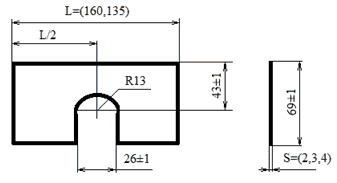 L=(160,135)
L/2
R13
43±1
69±1
26±1
S=(2,3,4)